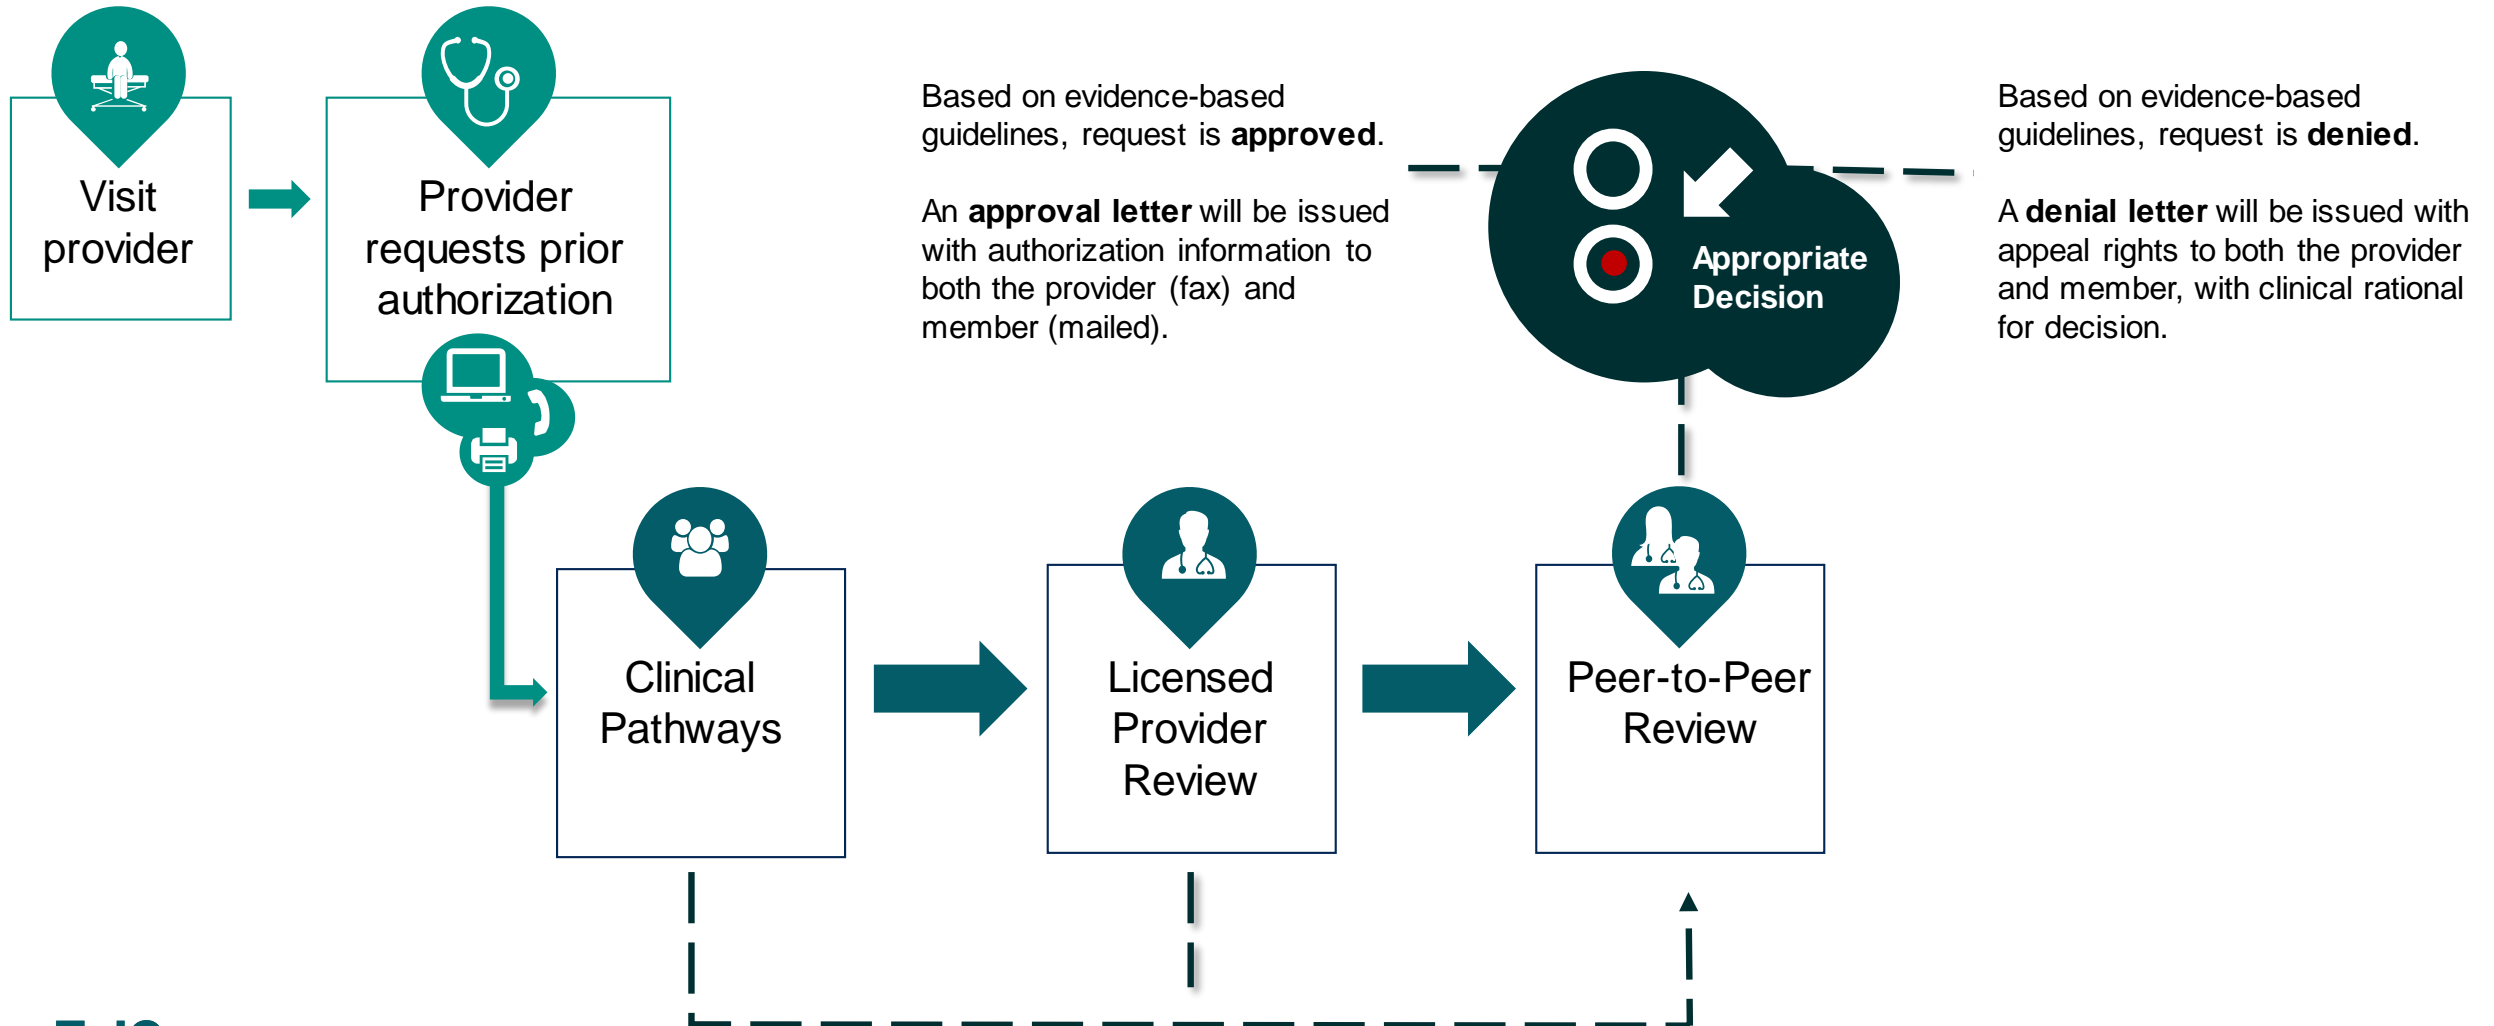 Visit
provider
Provider
requests prior
authorization
Based on evidence-based
guidelines, request is approved.
An approval letter will be issued
with authorization information to
both the provider (fax) and
member (mailed).
Appropriate
Decision
Based on evidence-based
guidelines, request is denied.
A denial letter will be issued with
appeal rights to both the provider
and member, with clinical rational
for decision.
Clinical
Pathways
Licensed
Provider
Review
Peer-to-Peer
Review